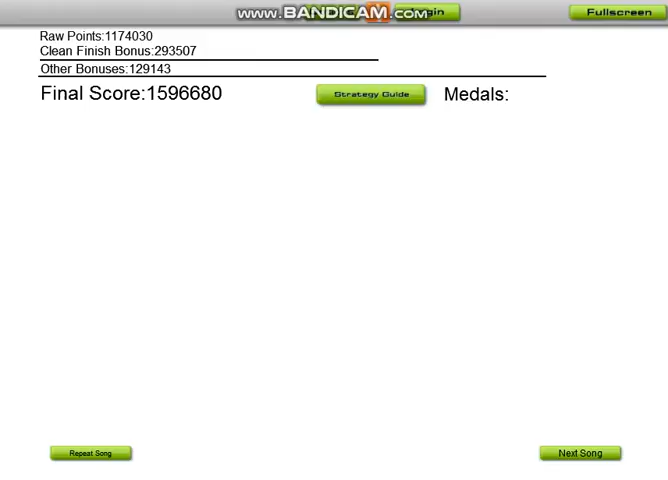 www.BANDICAM.com
Login
Fullscreen
Raw Points:1174030
Clean Finish Bonus:293507
Other Bonuses:129143
Final Score:1596680
Strategy Guide
Medals:
Repeat Song
Next Song